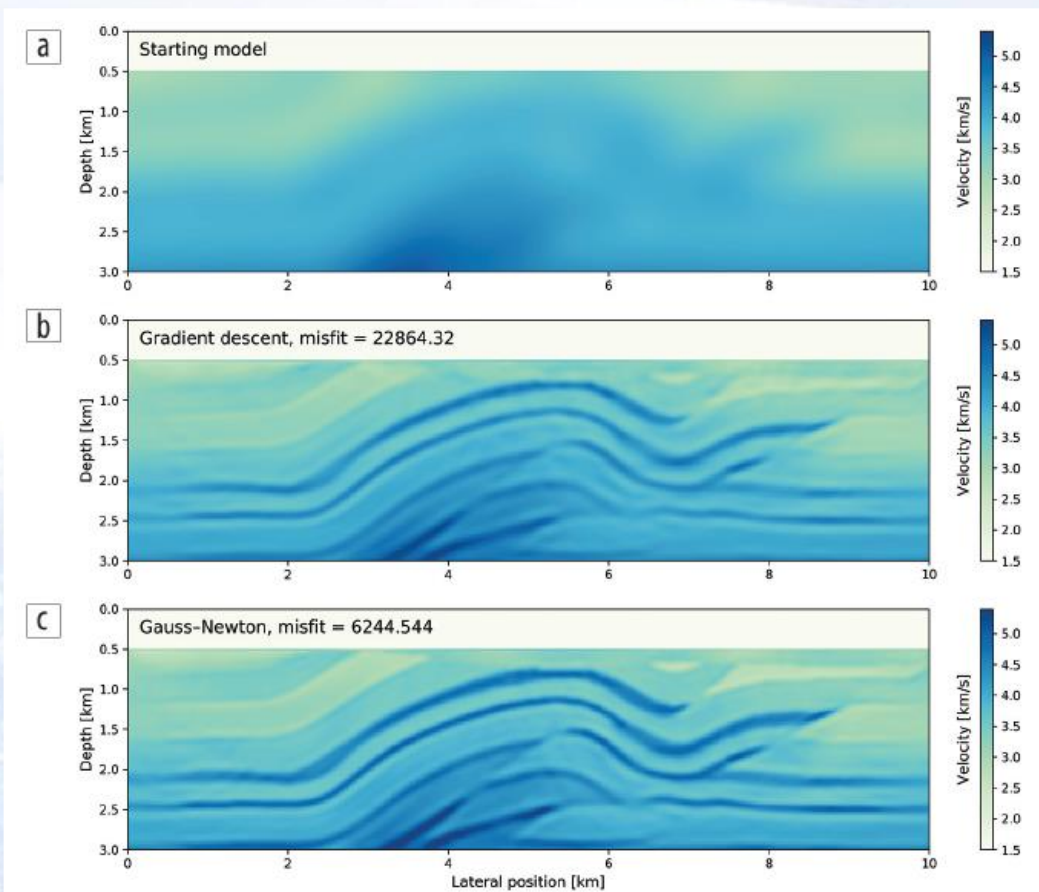 a
Starting model
0.0
0.5
1.0
1.5
2.0
2.5
3.0
Depth [km]
0 2 4 6 8 10
5.0
4.5
4.0
3.5
3.0
2.5
2.0
1.5
Velocity [km/s]
b
Gradient descent, misfit = 22864.32
0.0
0.5
1.0
1.5
2.0
2.5
3.0
Depth [km]
0 2 4 6 8 10
5.0
4.5
4.0
3.5
3.0
2.5
2.0
1.5
Velocity [km/s]
c
Gauss–Newton, misfit = 6244.544
0.0
0.5
1.0
1.5
2.0
2.5
3.0
Depth [km]
0 2 4 6 8 10
Lateral position [km]
5.0
4.5
4.0
3.5
3.0
2.5
2.0
1.5
Velocity [km/s]